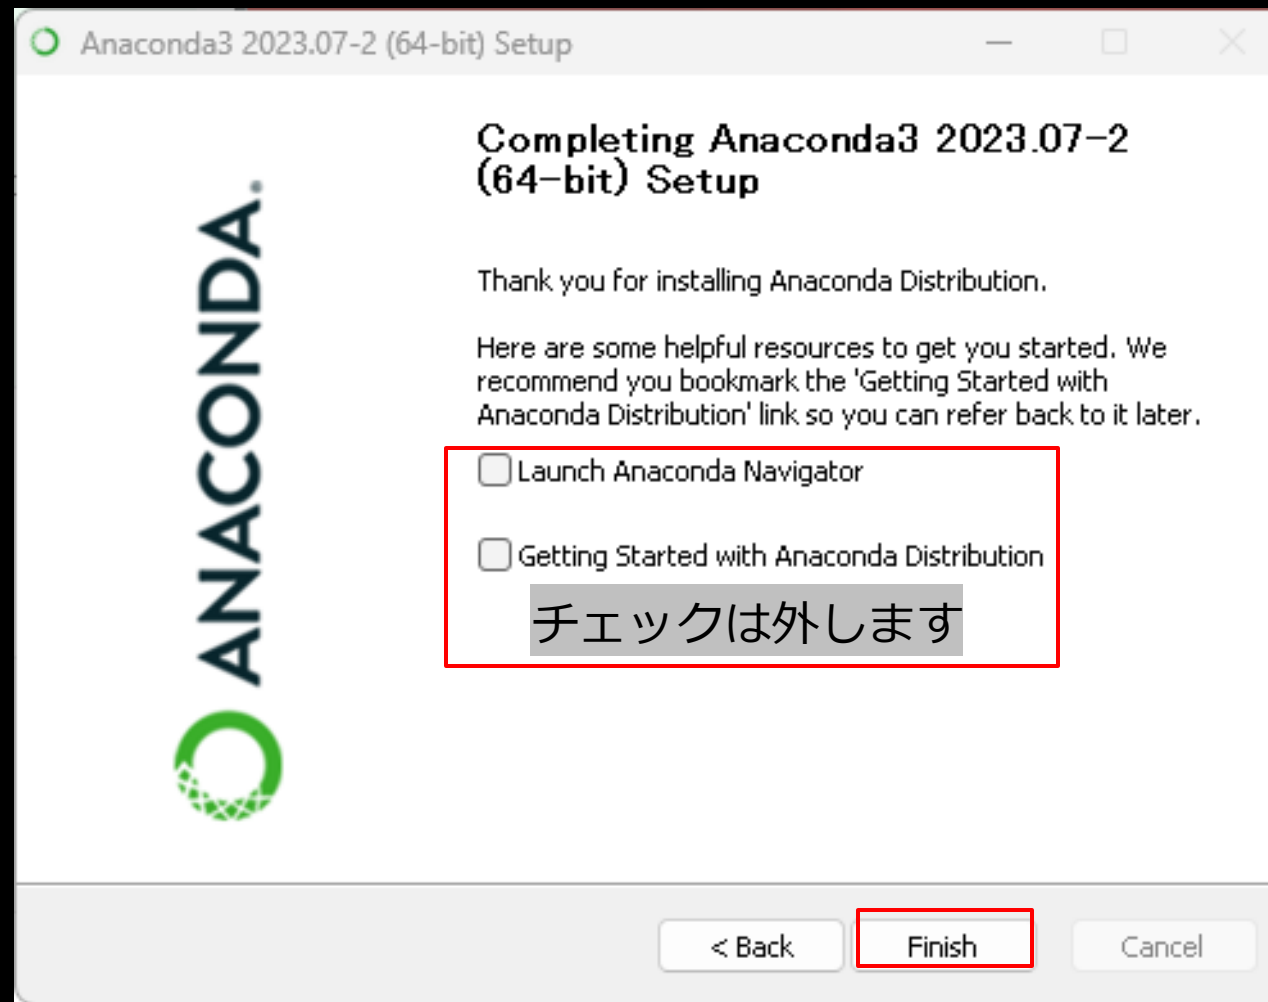 Anaconda3 2023.07-2 (64-bit) Setup
Completing Anaconda3 2023.07-2
(64-bit) Setup
ANACONDA.
Thank you for installing Anaconda Distribution.
Here are some helpful resources to get you started. We
recommend you bookmark the 'Getting Started with
Anaconda Distribution' link so you can refer back to it later.
Launch Anaconda Navigator
Getting Started with Anaconda Distribution
チェックは外します
< Back
Finish
Cancel